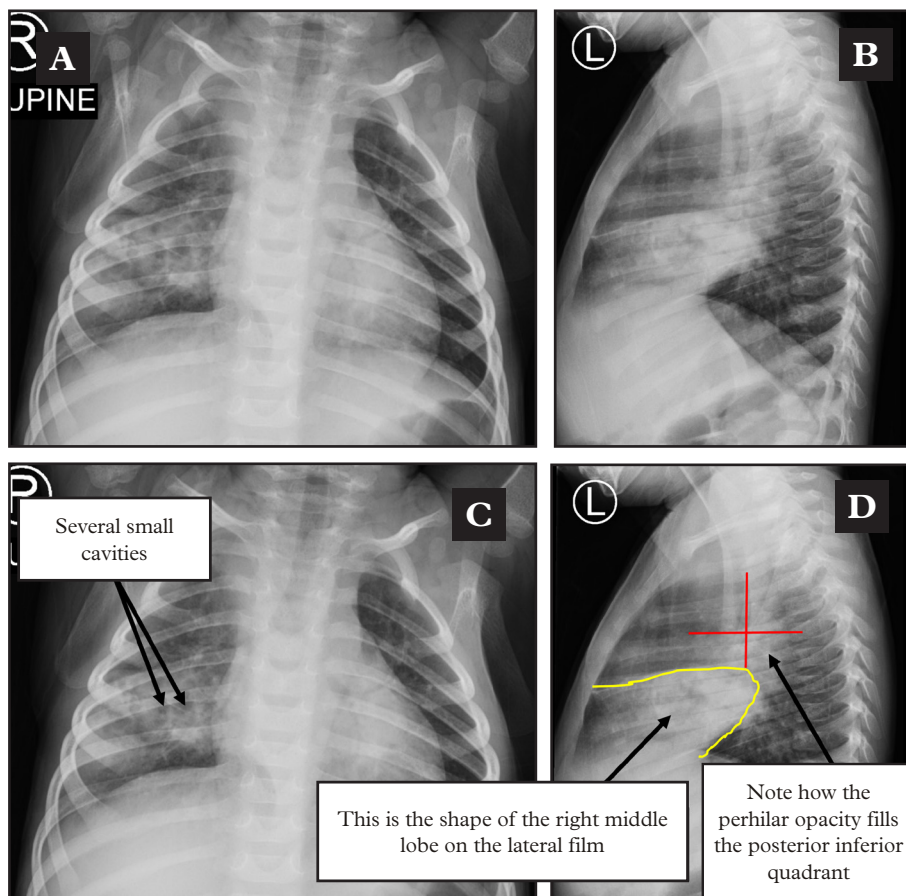 R
A
UPINE
L
B
C
Several small
cavities
L
D
This is the shape of the right middle
lobe on the lateral film
Note how the
perhilar opacity fills
the posterior inferior
quadrant